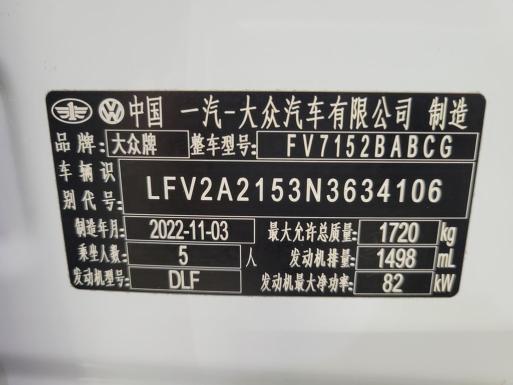 中国 一汽-大众汽车有限公司 制造
品牌:大众牌 整车型号:FV7152BABCG
车辆识别代号: LFV2A2153N3634106
制造年月:2022-11-03 最大允许总质量:1720 kg
乘坐人数:5 人 发动机排量:1498 mL
发动机型号:DLF 发动机最大净功率:82 kW